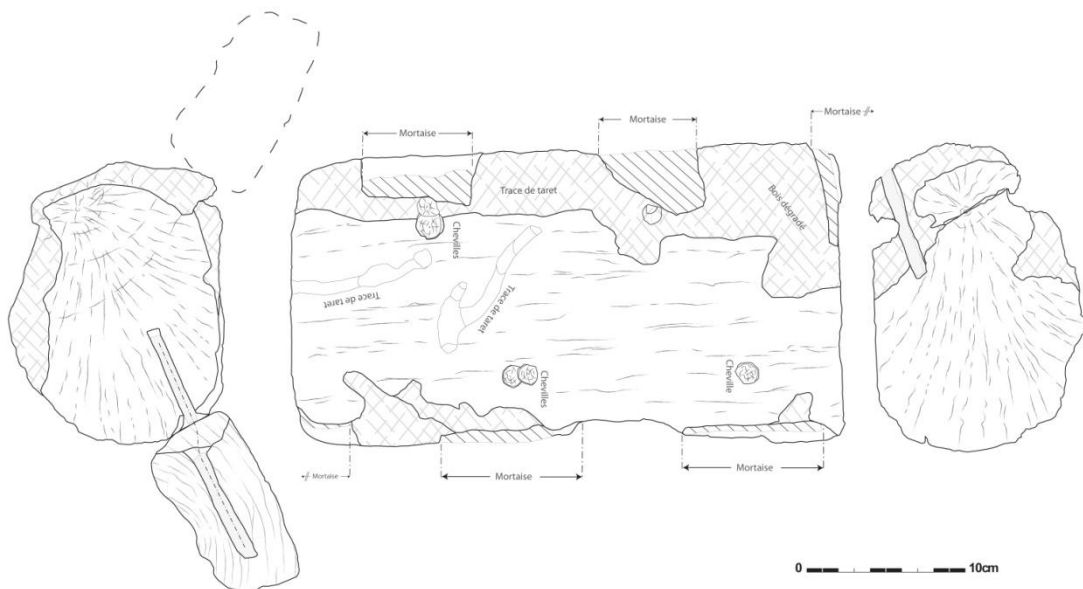 Mortaise
Mortaise
Mortaise
Trace de taret
Bois dégradé
Chevilles
Trace de taret
Trace de taret
Chevilles
Cheville
Mortaise
Mortaise
Mortaise
0 10cm